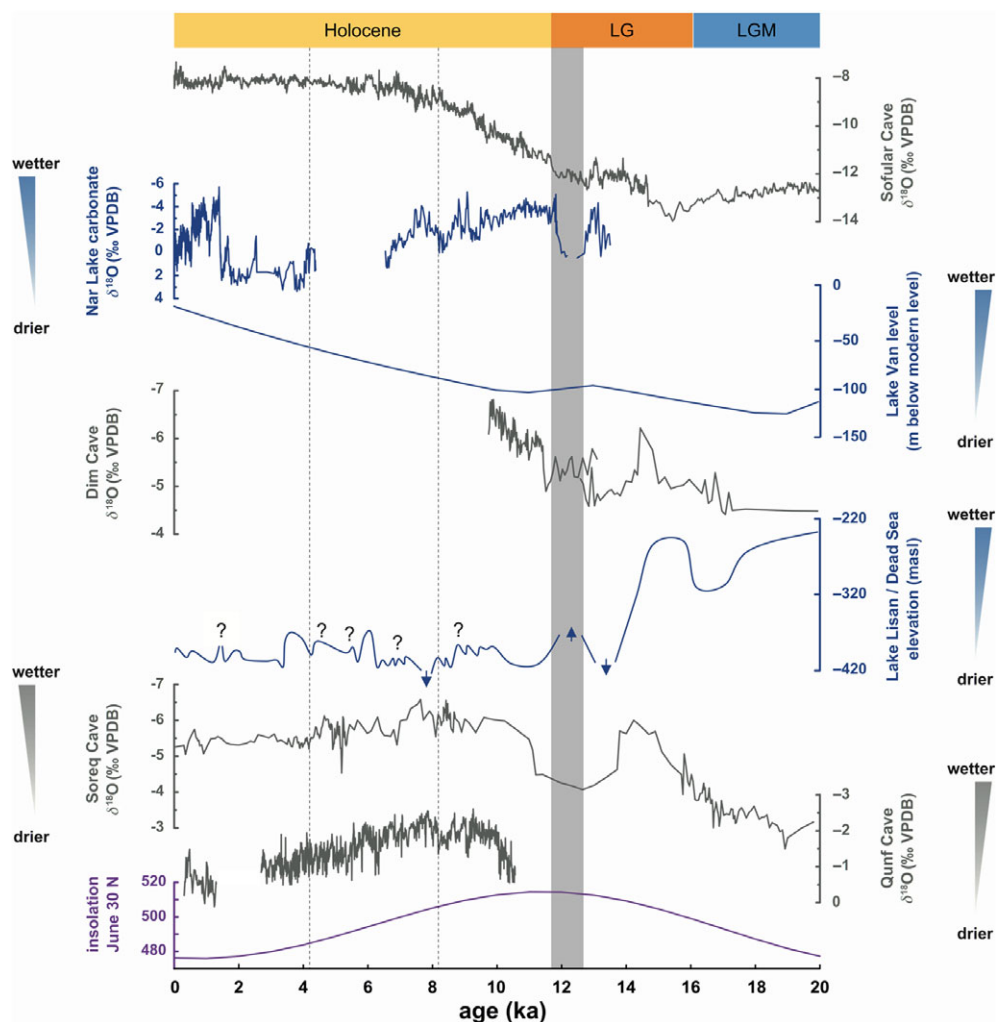 Holocene LG LGM
−8
−10
−12
−14
Sofular Cave
δ18O (‰ VPDB)
wetter
drier
-6
-4
-2
0
2
4
Nar Lake carbonate
δ18O (‰ VPDB)
0
−50
−100
−150
Lake Van level
(m below modern level)
wetter
drier
-7
-6
-5
-4
Dim Cave
δ18O (‰ VPDB)
−220
−320
−420
Lake Lisan / Dead Sea
elevation (masl)
wetter
drier
? ? ? ? ?
wetter
drier
-7
-6
-5
-4
-3
Soreq Cave
δ18O (‰ VPDB)
−3
−2
−1
0
Qunf Cave
δ18O (‰ VPDB)
wetter
drier
520
500
480
insolation
June 30 N
0 2 4 6 8 10 12 14 16 18 20
age (ka)